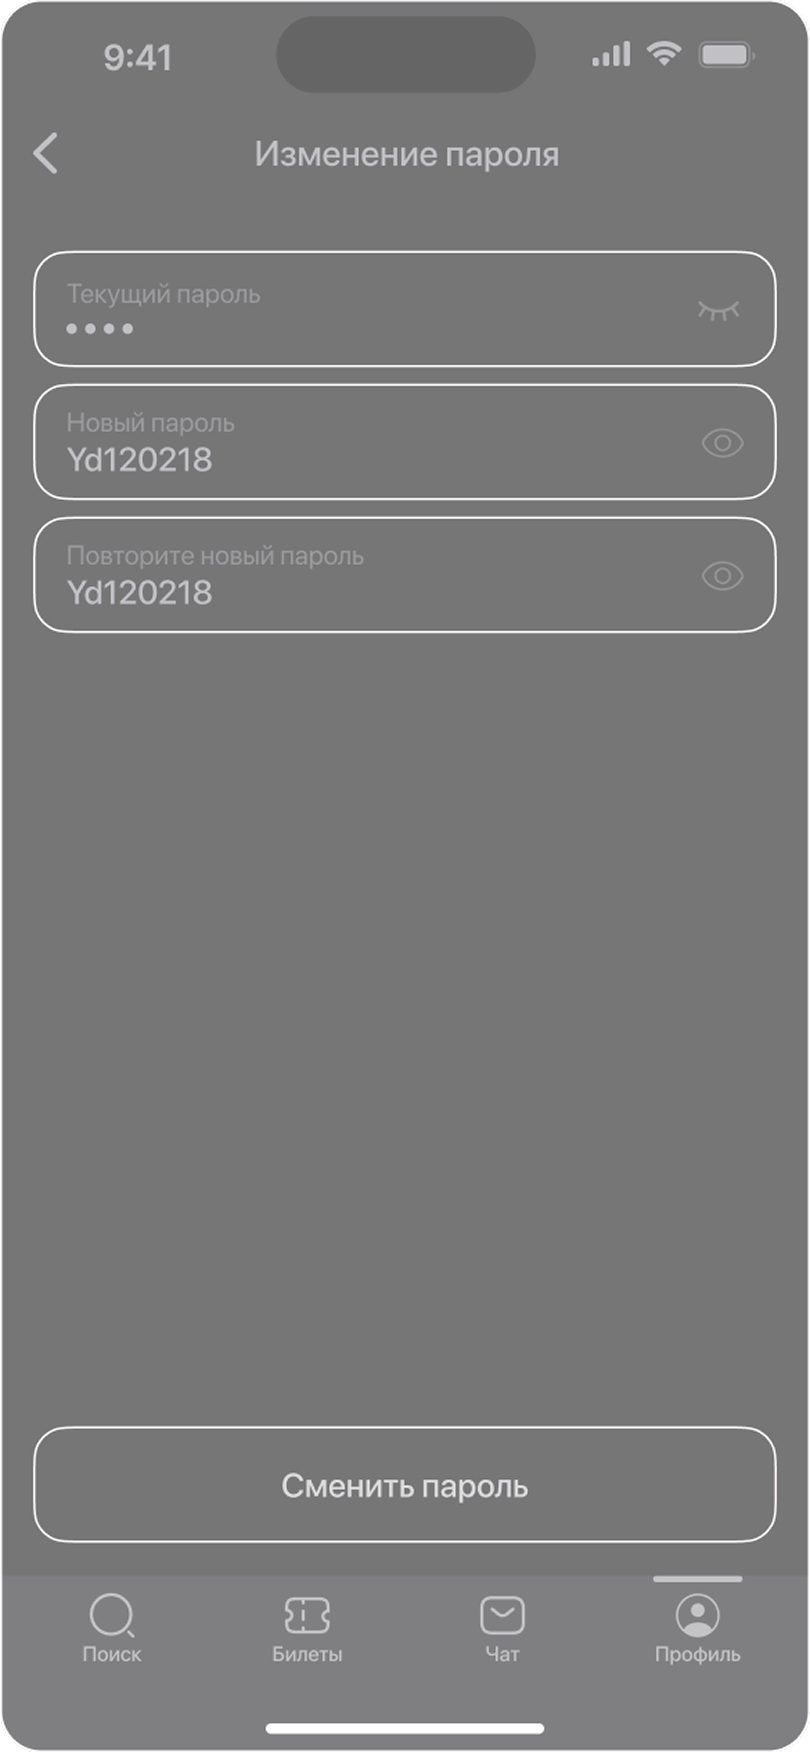 9:41
Изменение пароля
Текущий пароль
••••
Новый пароль
Yd120218
Повторите новый пароль
Yd120218
Сменить пароль
Поиск
Билеты
Чат
Профиль